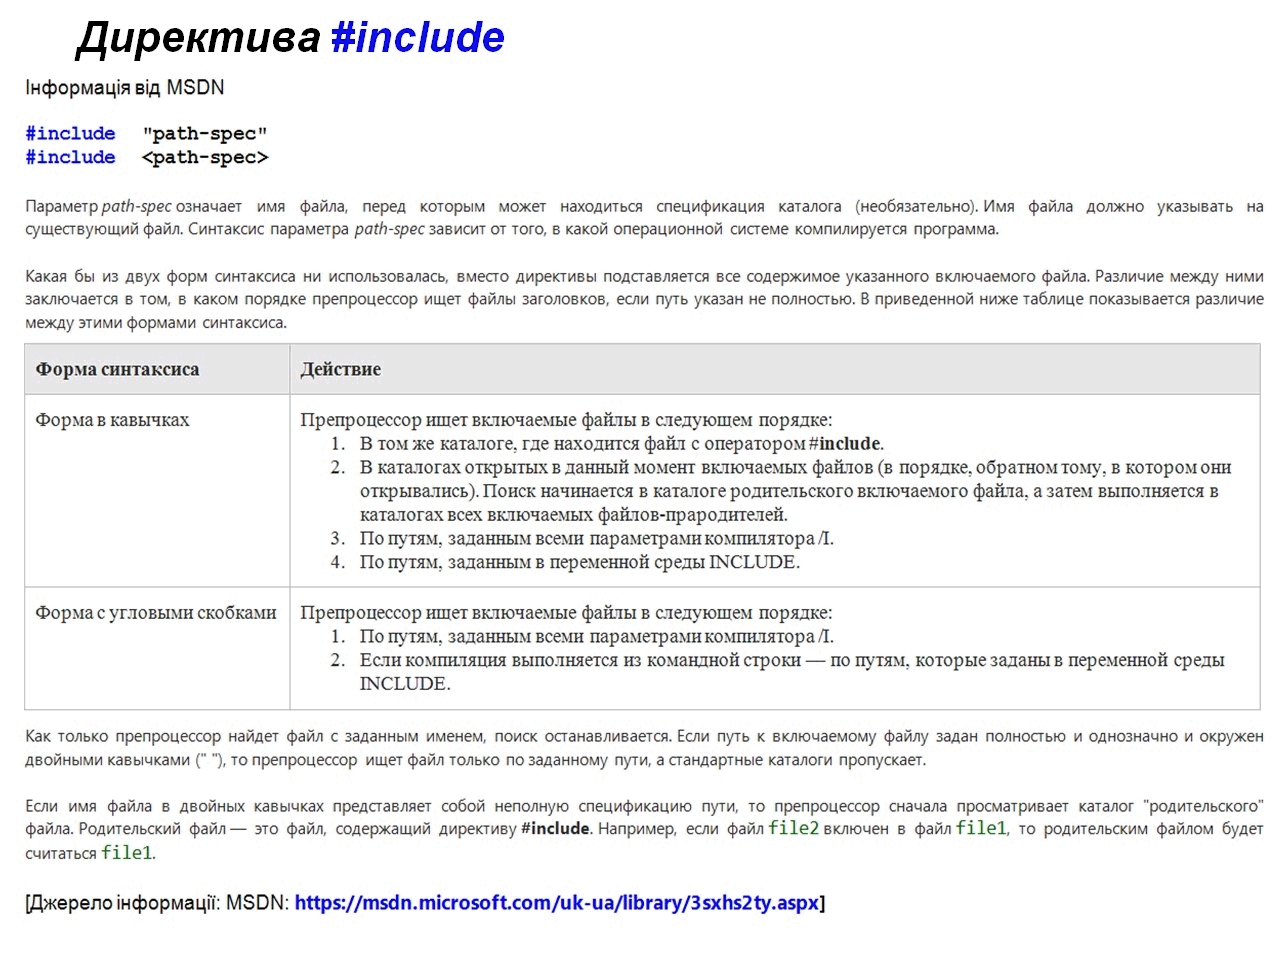 Директива #include
Інформація від MSDN
#include "path-spec"
#include <path-spec>
Параметр path-spec означает имя файла, перед которым может находиться спецификация каталога (необязательно). Имя файла должно указывать на
существующий файл. Синтаксис параметра path-spec зависит от того, в какой операционной системе компилируется программа.
Какая бы из двух форм синтаксиса ни использовалась, вместо директивы подставляется все содержимое указанного включаемого файла. Различие между ними
заключается в том, в каком порядке препроцессор ищет файлы заголовков, если путь указан не полностью. В приведенной ниже таблице показывается различие
между этими формами синтаксиса.
Форма синтаксиса
Действие
Форма в кавычках
Препроцессор ищет включаемые файлы в следующем порядке:
1. В том же каталоге, где находится файл с оператором #include.
2. В каталогах открытых в данный момент включаемых файлов (в порядке, обратном тому, в котором они
открывались). Поиск начинается в каталоге родительского включаемого файла, а затем выполняется в
каталогах всех включаемых файлов-прародителей.
3. По путям, заданным всеми параметрами компилятора /I.
4. По путям, заданным в переменной среды INCLUDE.
Форма с угловыми скобками
Препроцессор ищет включаемые файлы в следующем порядке:
1. По путям, заданным всеми параметрами компилятора /I.
2. Если компиляция выполняется из командной строки — по путям, которые заданы в переменной среды
INCLUDE.
Как только препроцессор найдет файл с заданным именем, поиск останавливается. Если путь к включаемому файлу задан полностью и однозначно и окружен
двойными кавычками (" "), то препроцессор ищет файл только по заданному пути, а стандартные каталоги пропускает.
Если имя файла в двойных кавычках представляет собой неполную спецификацию пути, то препроцессор сначала просматривает каталог "родительского"
файла. Родительский файл — это файл, содержащий директиву #include. Например, если файл file2 включен в файл file1, то родительским файлом будет
считаться file1.
[Джерело інформації: MSDN: https://msdn.microsoft.com/uk-ua/library/3sxhs2ty.aspx]